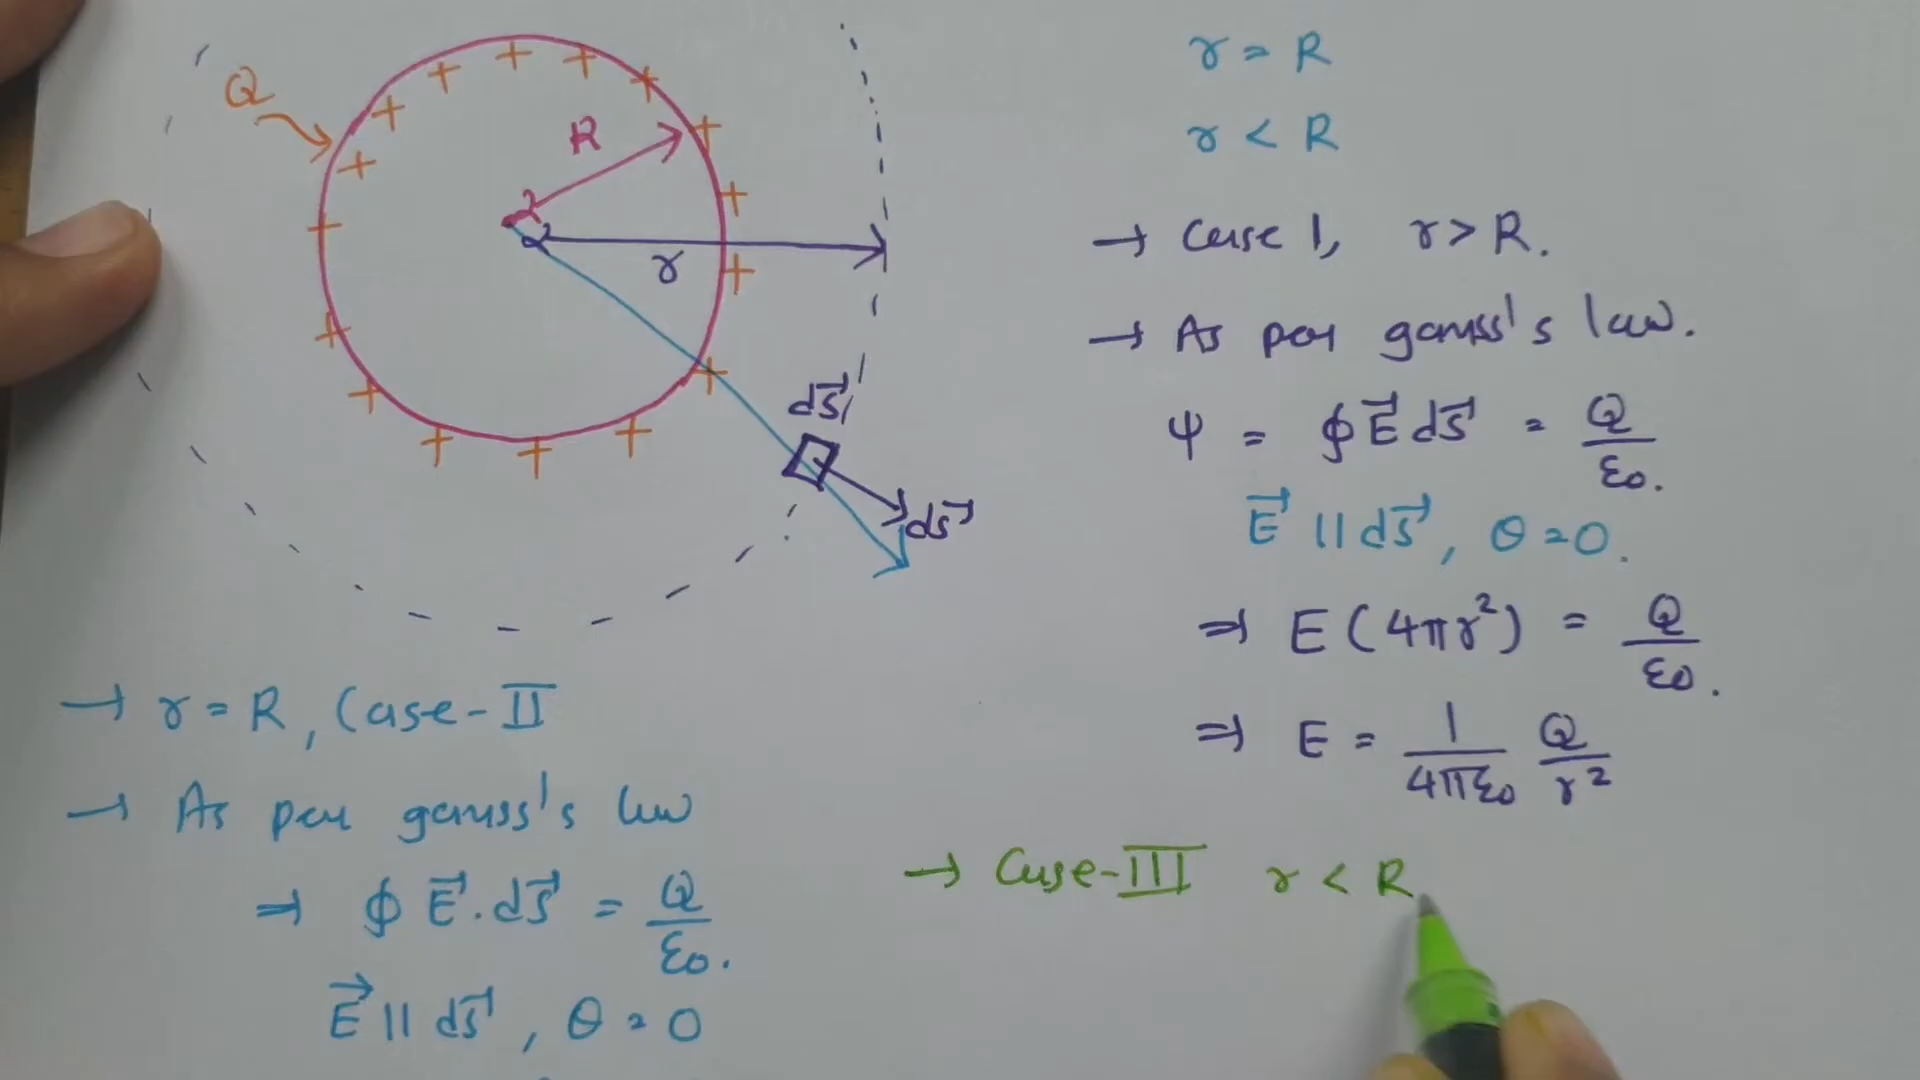 Q
R
r
dS⃗
dS⃗
r = R
r < R
→ Case 1, r > R.
→ As per gauss's law.
Ψ = ∮ E⃗ dS⃗ = Q/ε0.
E⃗ || dS⃗, θ = 0.
⇒ E (4πr²) = Q/ε0.
⇒ E = 1/4πε0 Q/r²
→ r = R, Case-II
→ As per gauss's law
⇒ ∮ E⃗ . dS⃗ = Q/ε0.
E⃗ || dS⃗, θ = 0
→ Case-III r < R